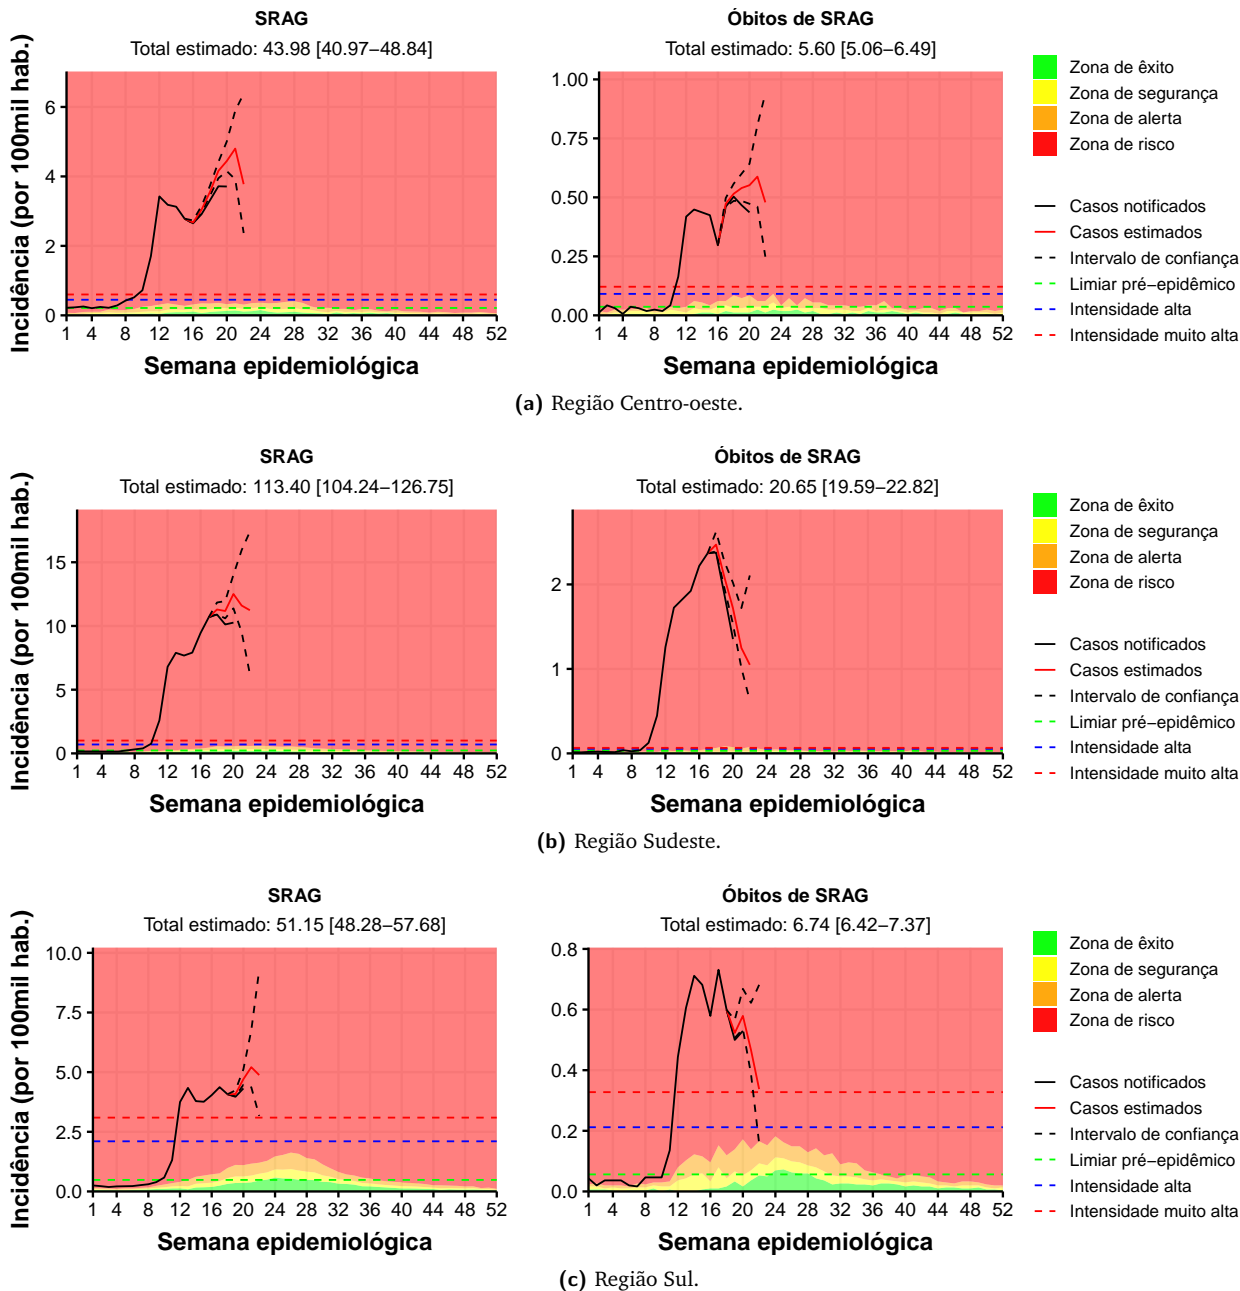 SRAG
Total estimado: 43.98 [40.97−48.84]
Incidência (por 100mil hab.)
6
4
2
0
1 4 8 12 16 20 24 28 32 36 40 44 48 52
Semana epidemiológica
Óbitos de SRAG
Total estimado: 5.60 [5.06−6.49]
1.00
0.75
0.50
0.25
0.00
1 4 8 12 16 20 24 28 32 36 40 44 48 52
Semana epidemiológica
Zona de êxito
Zona de segurança
Zona de alerta
Zona de risco
Casos notificados
Casos estimados
Intervalo de confiança
Limiar pré−epidêmico
Intensidade alta
Intensidade muito alta
(a) Região Centro-oeste.
SRAG
Total estimado: 113.40 [104.24−126.75]
Incidência (por 100mil hab.)
15
10
5
0
1 4 8 12 16 20 24 28 32 36 40 44 48 52
Semana epidemiológica
Óbitos de SRAG
Total estimado: 20.65 [19.59−22.82]
2
1
0
1 4 8 12 16 20 24 28 32 36 40 44 48 52
Semana epidemiológica
Zona de êxito
Zona de segurança
Zona de alerta
Zona de risco
Casos notificados
Casos estimados
Intervalo de confiança
Limiar pré−epidêmico
Intensidade alta
Intensidade muito alta
(b) Região Sudeste.
SRAG
Total estimado: 51.15 [48.28−57.68]
Incidência (por 100mil hab.)
10.0
7.5
5.0
2.5
0.0
1 4 8 12 16 20 24 28 32 36 40 44 48 52
Semana epidemiológica
Óbitos de SRAG
Total estimado: 6.74 [6.42−7.37]
0.8
0.6
0.4
0.2
0.0
1 4 8 12 16 20 24 28 32 36 40 44 48 52
Semana epidemiológica
Zona de êxito
Zona de segurança
Zona de alerta
Zona de risco
Casos notificados
Casos estimados
Intervalo de confiança
Limiar pré−epidêmico
Intensidade alta
Intensidade muito alta
(c) Região Sul.